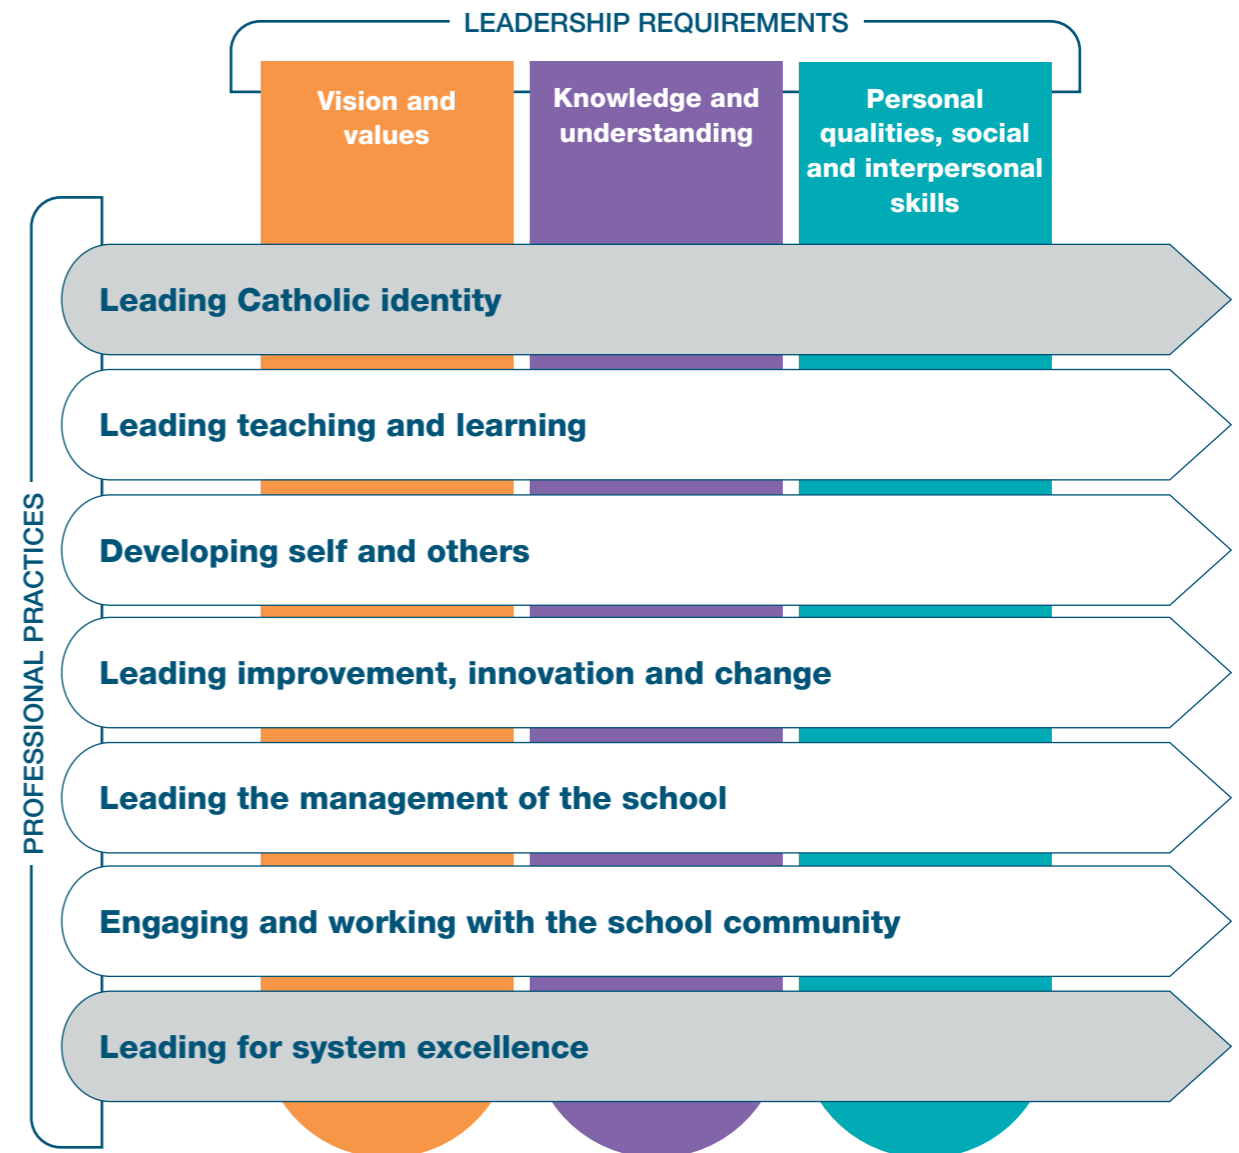 LEADERSHIP REQUIREMENTS
Vision and
values
Knowledge and
understanding
Personal
qualities, social
and interpersonal
skills
PROFESSIONAL PRACTICES
Leading Catholic identity
Leading teaching and learning
Developing self and others
Leading improvement, innovation and change
Leading the management of the school
Engaging and working with the school community
Leading for system excellence